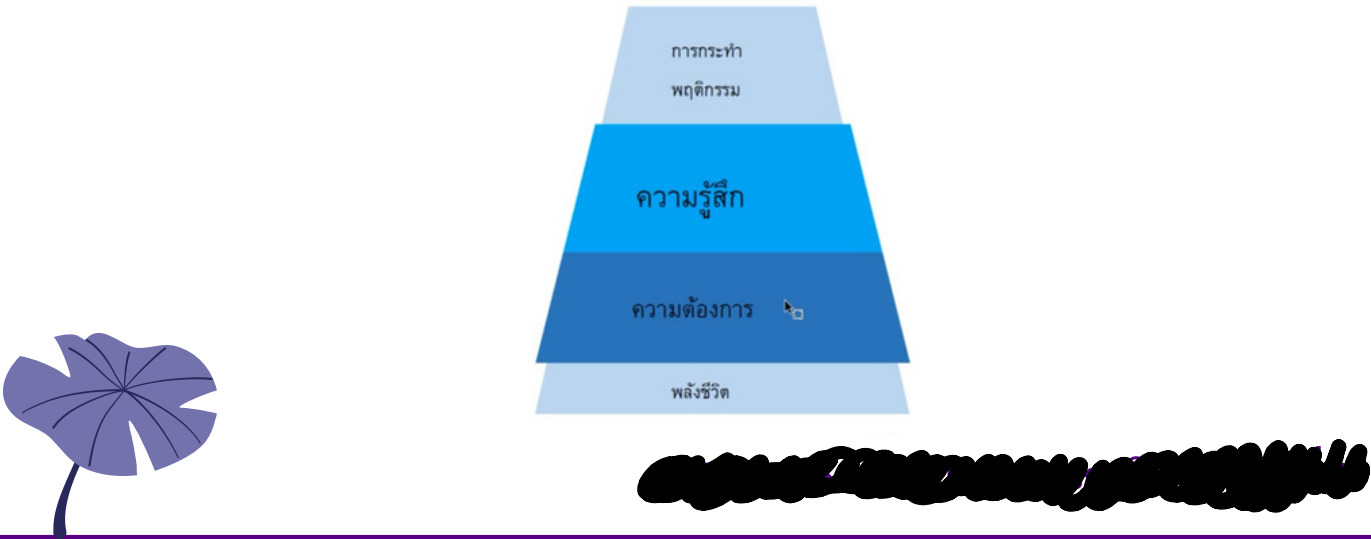 การกระทำ
พฤติกรรม
ความรู้สึก
ความต้องการ
พลังชีวิต